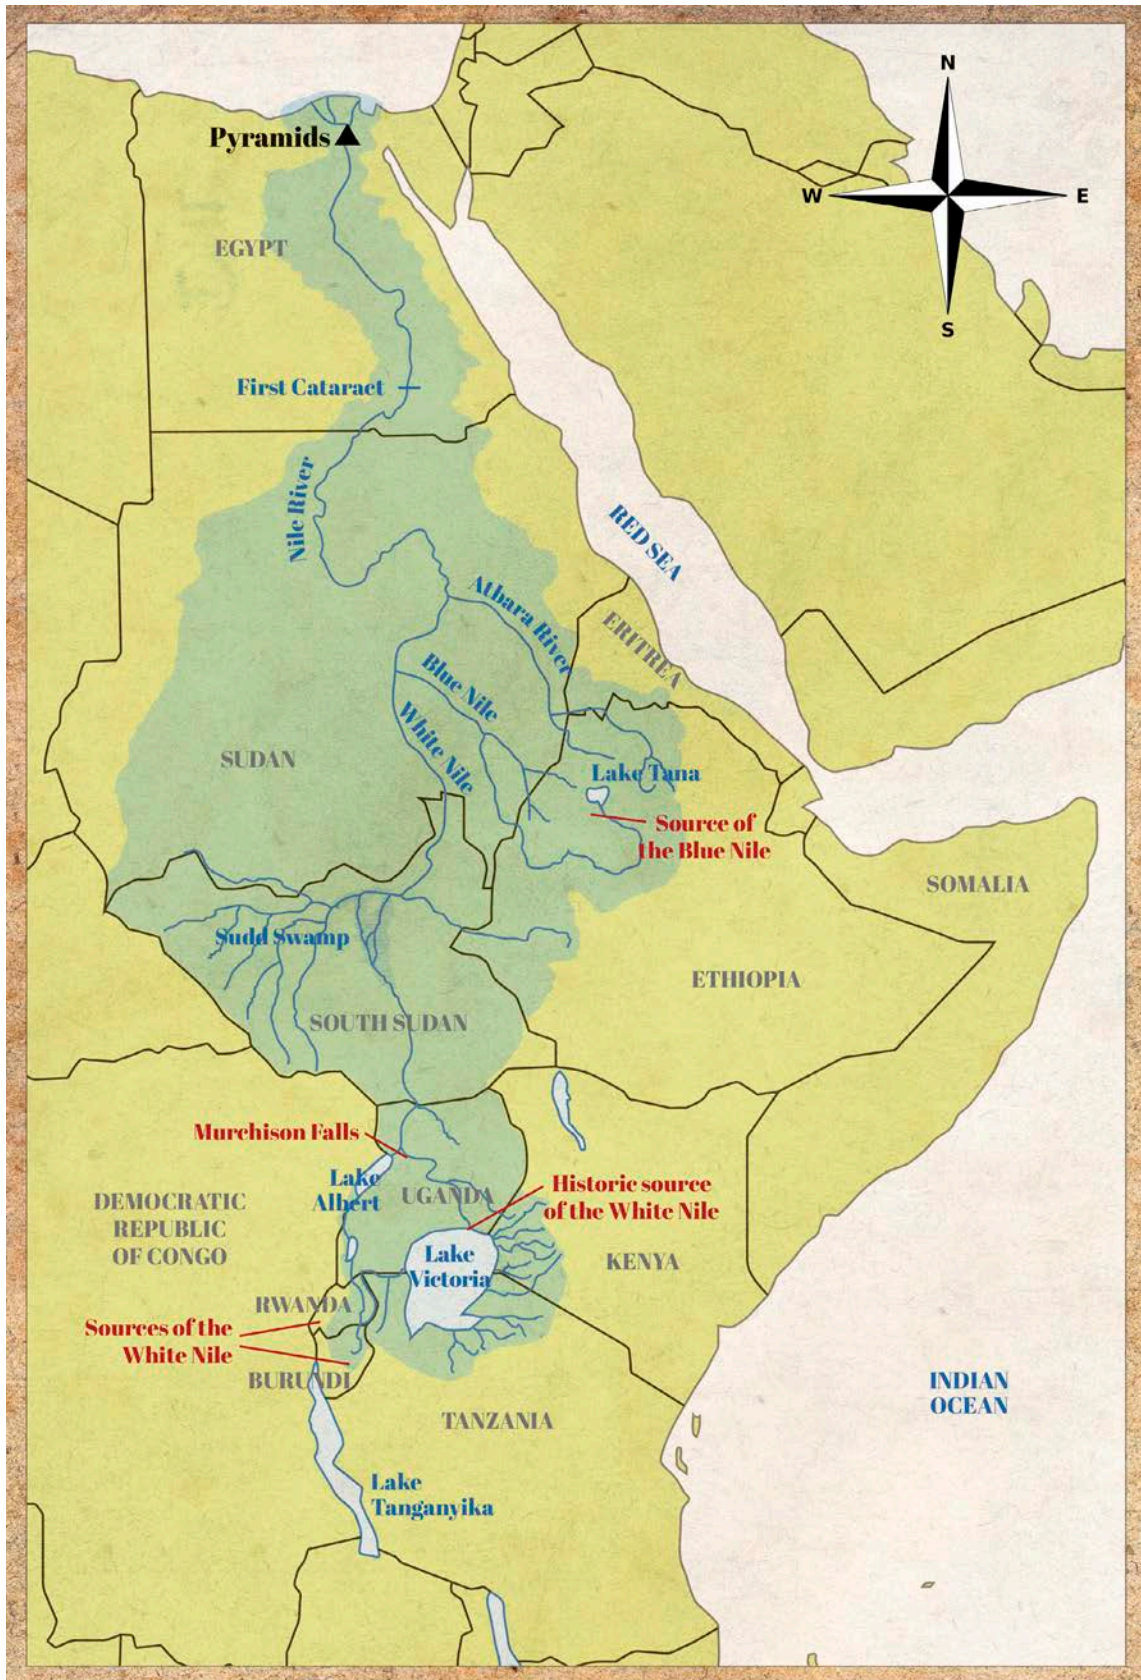 N
W
E
S
Pyramids
EGYPT
First Cataract
Nile River
RED SEA
Atbara River
ERITREA
Blue Nile
White Nile
SUDAN
Lake Tana
Source of
the Blue Nile
SOMALIA
Sudd Swamp
ETHIOPIA
SOUTH SUDAN
Murchison Falls
Lake
Albert
UGANDA
Historic source
of the White Nile
DEMOCRATIC
REPUBLIC
OF CONGO
Lake
Victoria
KENYA
RWANDA
Sources of the
White Nile
BURUNDI
INDIAN
OCEAN
TANZANIA
Lake
Tanganyika